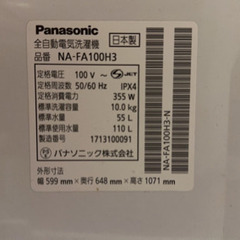 Panasonic
全自動電気洗濯機 日本製
品番 NA-FA100H3
定格電圧 100 V~ PS E JET
定格周波数 50/60 Hz IPX4
定格消費電力 355 W
標準洗濯容量 10.0 kg
標準水量 55 L
標準使用水量 110 L
製造番号 1713100091
パナソニック株式会社
外形寸法
幅 599 mm × 奥行 648 mm × 高さ 1071 mm
NA-FA100H3-N